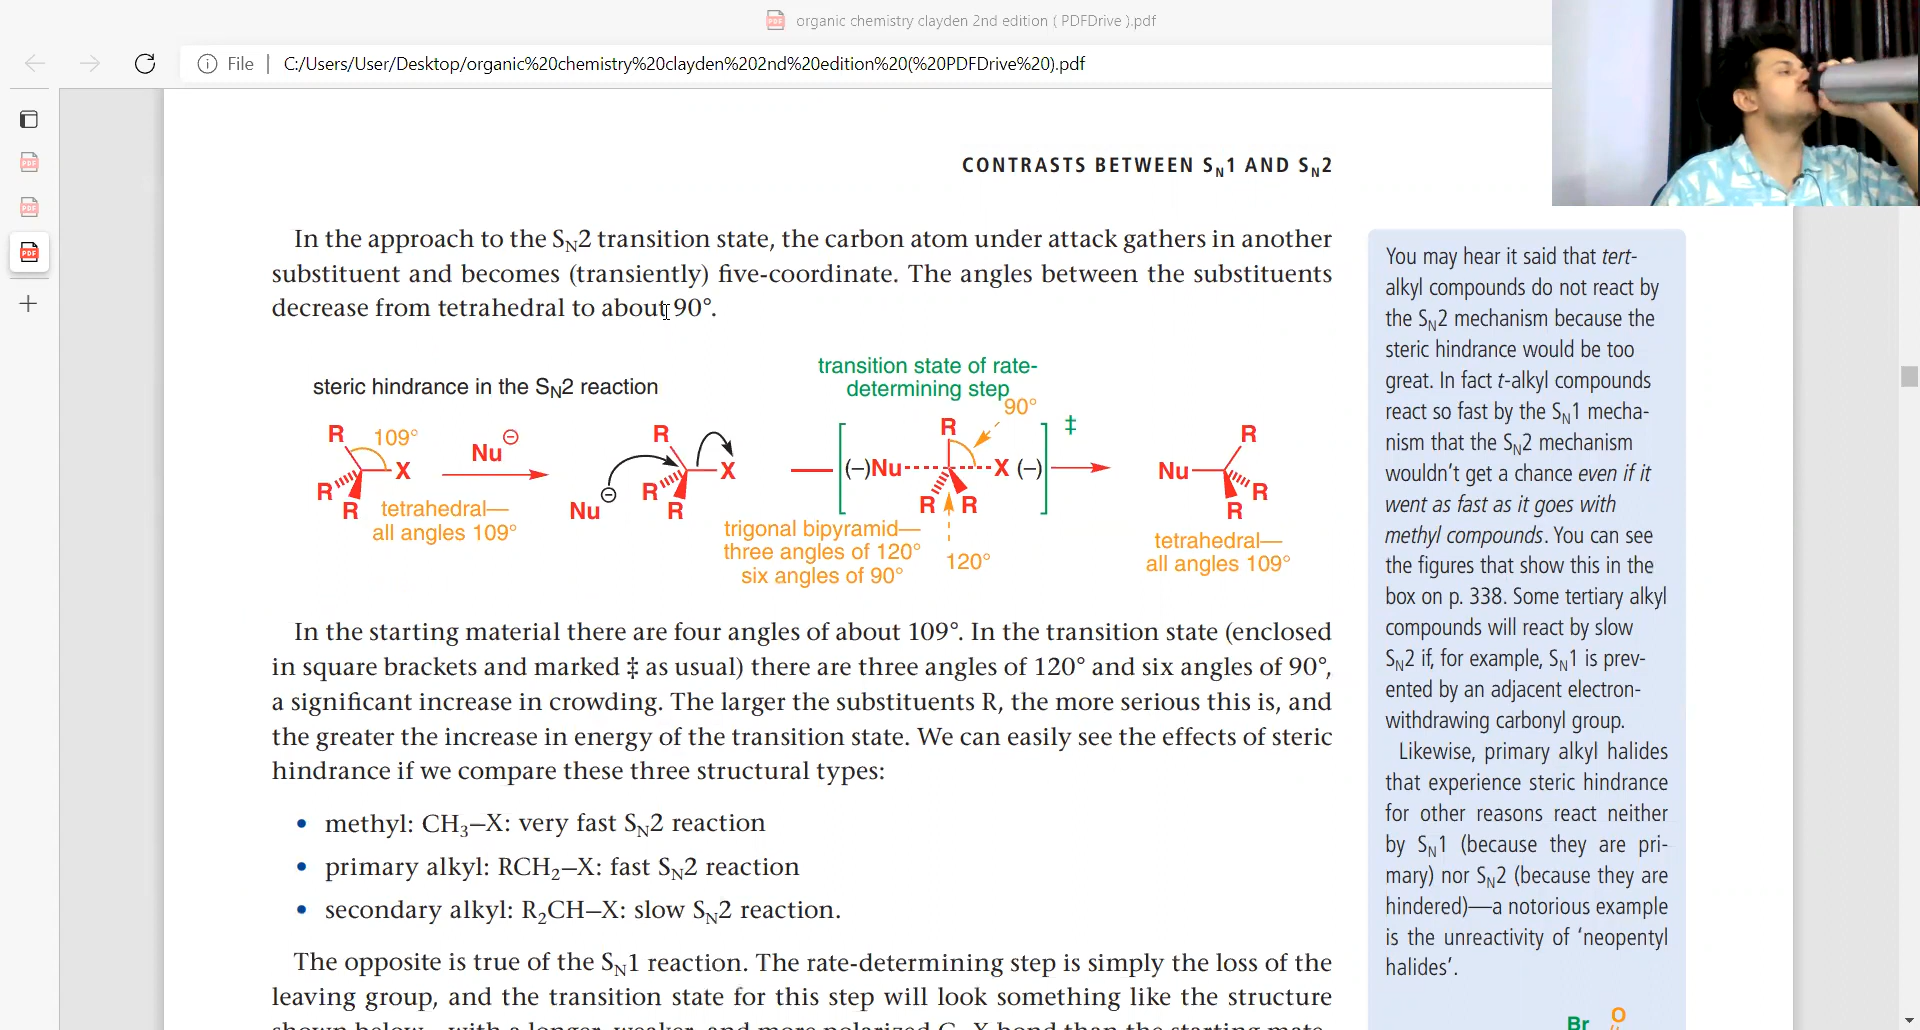 organic chemistry clayden 2nd edition ( PDFDrive ).pdf
File | C:/Users/User/Desktop/organic%20chemistry%20clayden%202nd%20edition%20(%20PDFDrive%20).pdf
CONTRASTS BETWEEN SN1 AND SN2
In the approach to the SN2 transition state, the carbon atom under attack gathers in another
substituent and becomes (transiently) five-coordinate. The angles between the substituents
decrease from tetrahedral to about 90°.
steric hindrance in the SN2 reaction
transition state of rate-
determining step
R 109° X R R
tetrahedral—
all angles 109°
Nu ⊖
Nu ⊖ R X R R
(–)Nu R X (–) R R ‡
90°
120°
trigonal bipyramid—
three angles of 120°
six angles of 90°
Nu R R R
tetrahedral—
all angles 109°
In the starting material there are four angles of about 109°. In the transition state (enclosed
in square brackets and marked ‡ as usual) there are three angles of 120° and six angles of 90°,
a significant increase in crowding. The larger the substituents R, the more serious this is, and
the greater the increase in energy of the transition state. We can easily see the effects of steric
hindrance if we compare these three structural types:
• methyl: CH3–X: very fast SN2 reaction
• primary alkyl: RCH2–X: fast SN2 reaction
• secondary alkyl: R2CH–X: slow SN2 reaction.
The opposite is true of the SN1 reaction. The rate-determining step is simply the loss of the
leaving group, and the transition state for this step will look something like the structure
You may hear it said that tert-
alkyl compounds do not react by
the SN2 mechanism because the
steric hindrance would be too
great. In fact t-alkyl compounds
react so fast by the SN1 mecha-
nism that the SN2 mechanism
wouldn't get a chance even if it
went as fast as it goes with
methyl compounds. You can see
the figures that show this in the
box on p. 338. Some tertiary alkyl
compounds will react by slow
SN2 if, for example, SN1 is prev-
ented by an adjacent electron-
withdrawing carbonyl group.
Likewise, primary alkyl halides
that experience steric hindrance
for other reasons react neither
by SN1 (because they are pri-
mary) nor SN2 (because they are
hindered)—a notorious example
is the unreactivity of 'neopentyl
halides'.
Br O